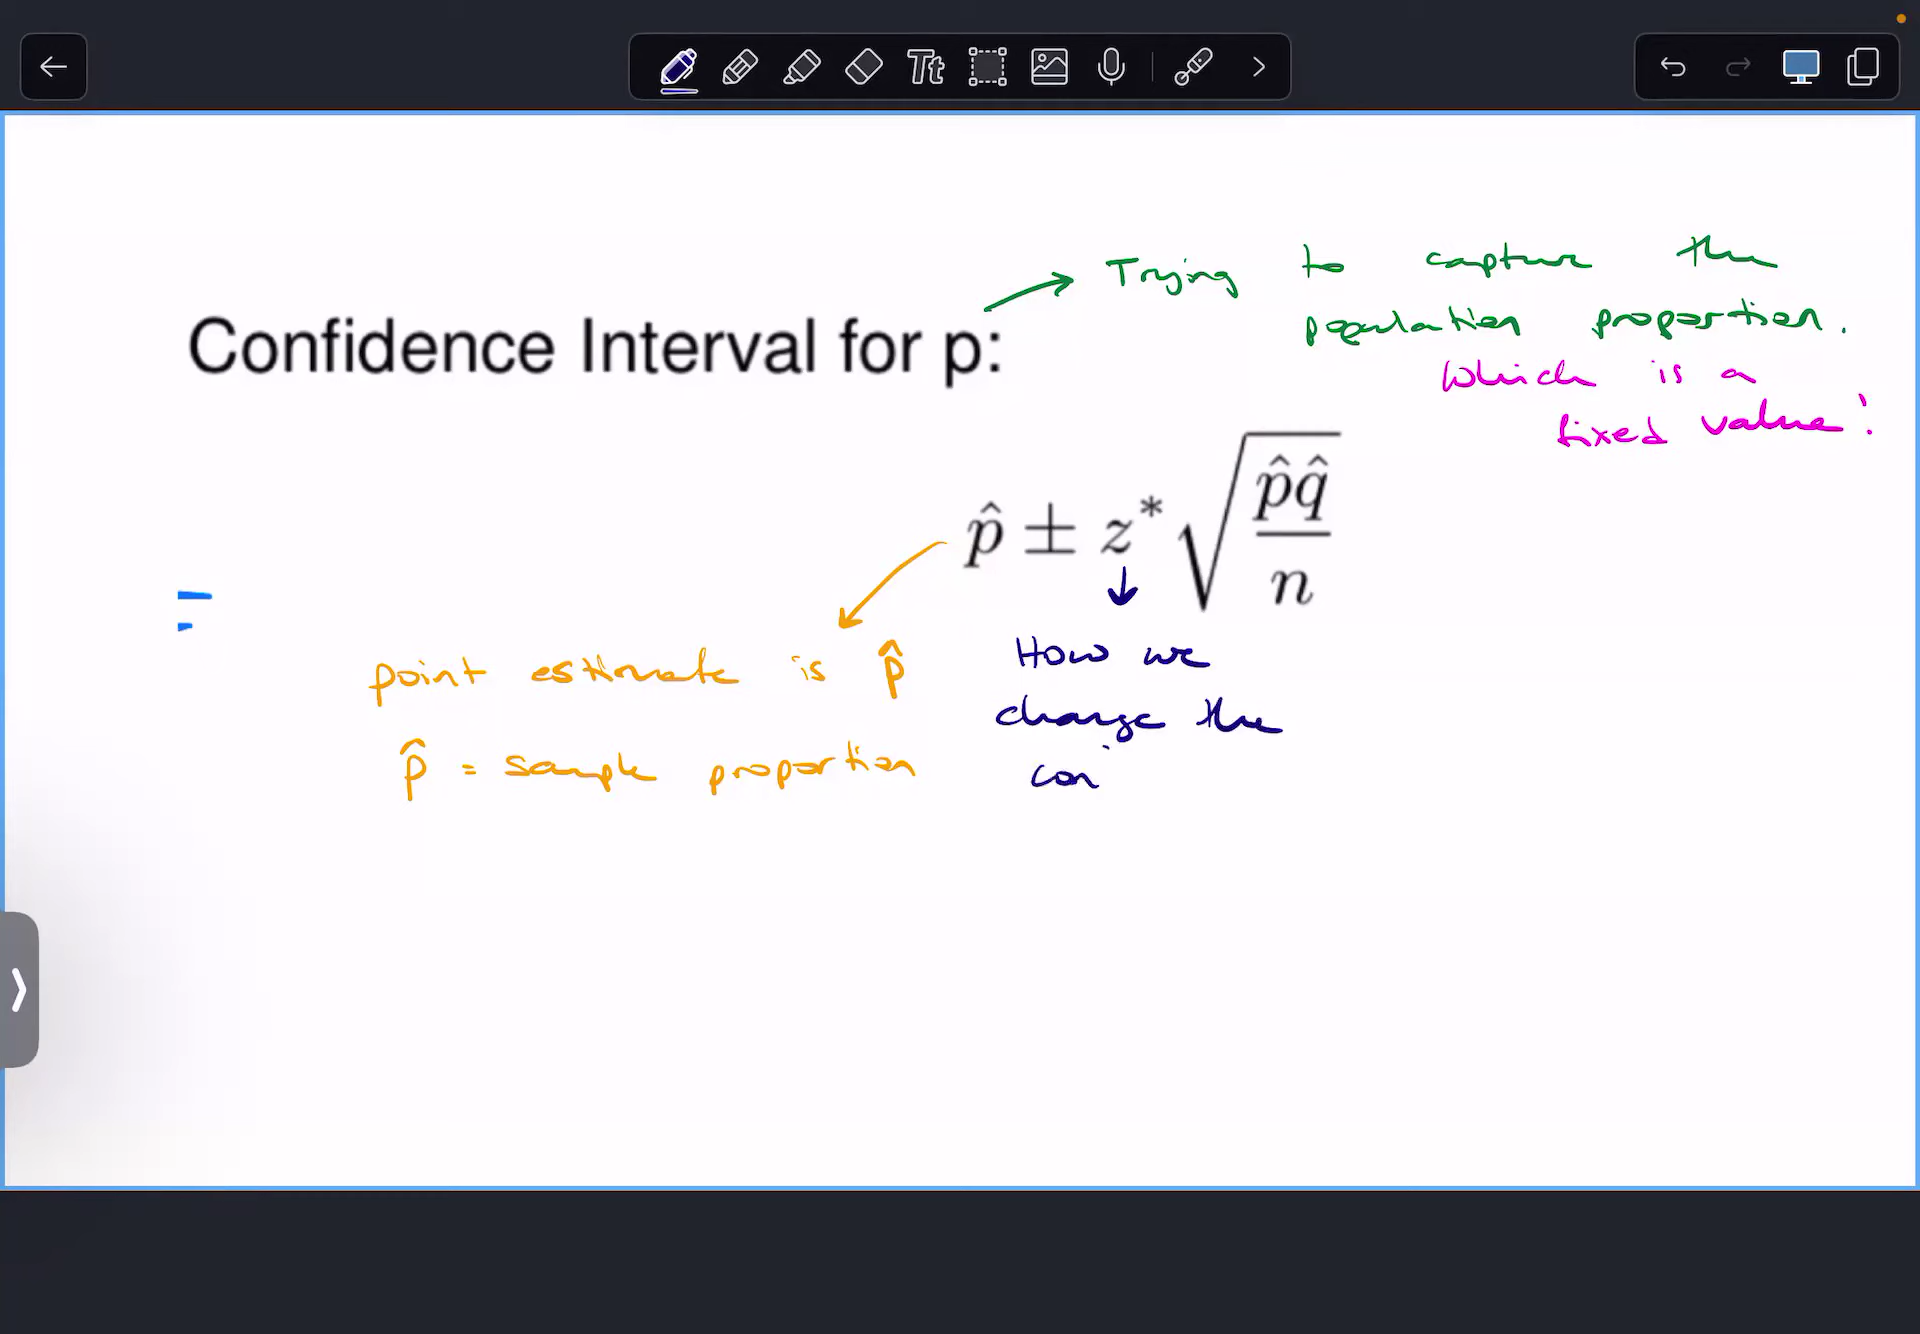 Tt
Trying to capture the
population proportion.
Which is a
fixed value!
Confidence Interval for p:
p̂ ± z* √(p̂q̂/n)
point estimate is p̂
p̂ = sample proportion
How we
change the
con